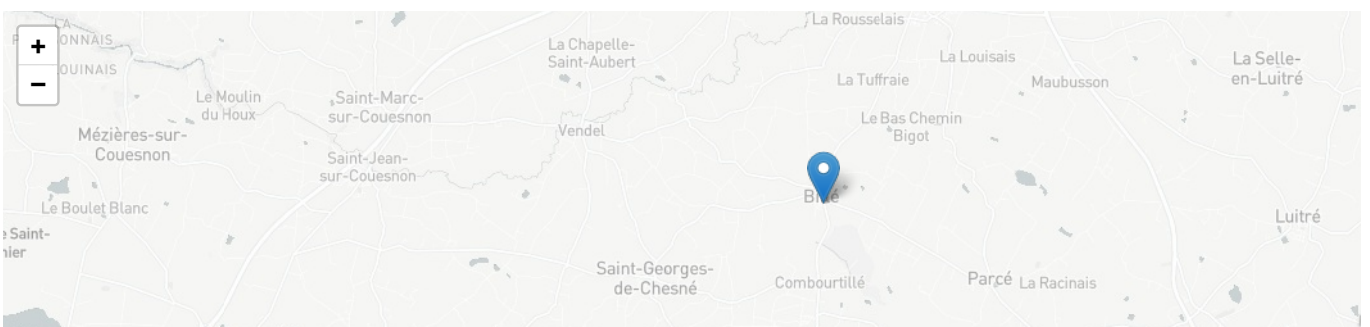 +
−
La Rousselais
La Chapelle-
Saint-Aubert
La Louisais
La Selle-
en-Luitré
La Tuffraie
Maubusson
Le Moulin
du Houx
Saint-Marc-
sur-Couesnon
Le Bas Chemin
Bigot
Mézières-sur-
Couesnon
Vendel
Saint-Jean-
sur-Couesnon
Le Boulet Blanc
Luitré
Saint-Georges-
de-Chesné
Combourtillé
Parcé
La Racinais